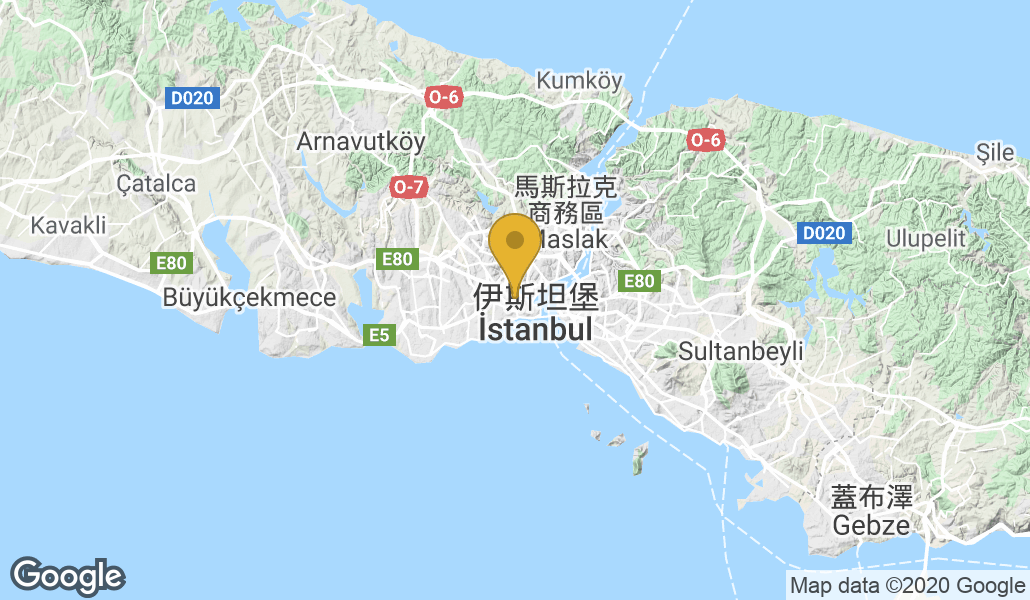 Kumköy
D020
O-6
Arnavutköy
O-6
Şile
Çatalca
O-7
馬斯拉克
商務區
Maslak
Kavakli
D020
Ulupelit
E80
E80
E80
Büyükçekmece
伊斯坦堡
İstanbul
E5
Sultanbeyli
蓋布澤
Gebze
Google
Map data ©2020 Google